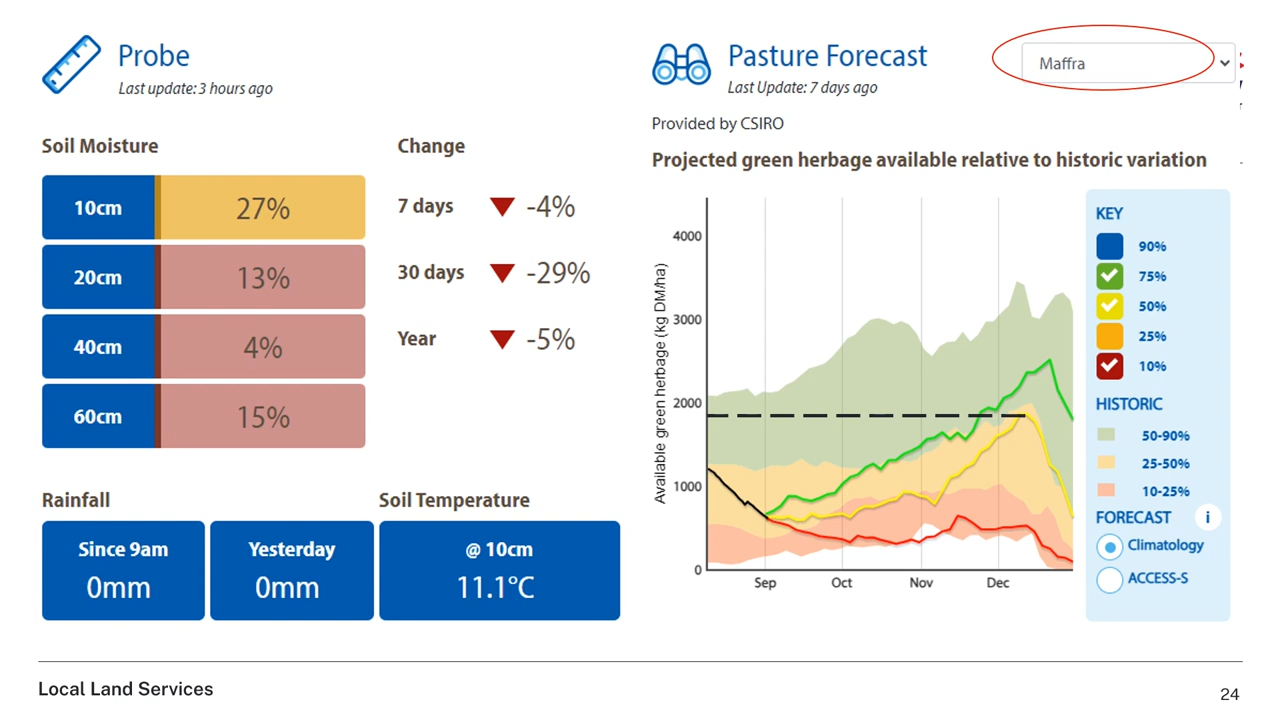 Probe
Last update: 3 hours ago
Soil Moisture
Change
10cm
27%
20cm
13%
40cm
4%
60cm
15%
7 days
-4%
30 days
-29%
Year
-5%
Rainfall
Soil Temperature
Since 9am
0mm
Yesterday
0mm
@ 10cm
11.1°C
Pasture Forecast
Last Update: 7 days ago
Maffra
Provided by CSIRO
Projected green herbage available relative to historic variation
Available green herbage (kg DM/ha)
4000
3000
2000
1000
0
Sep
Oct
Nov
Dec
KEY
90%
75%
50%
25%
10%
HISTORIC
50-90%
25-50%
10-25%
FORECAST
i
Climatology
ACCESS-S
Local Land Services
24